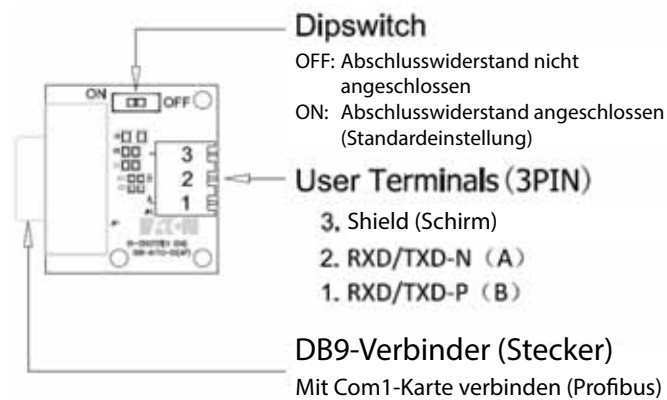 Dipswitch
OFF: Abschlusswiderstand nicht
angeschlossen
ON: Abschlusswiderstand angeschlossen
(Standardeinstellung)
ON
OFF
3
2
1
User Terminals (3PIN)
3. Shield (Schirm)
2. RXD/TXD-N (A)
1. RXD/TXD-P (B)
DB9-Verbinder (Stecker)
Mit Com1-Karte verbinden (Profibus)